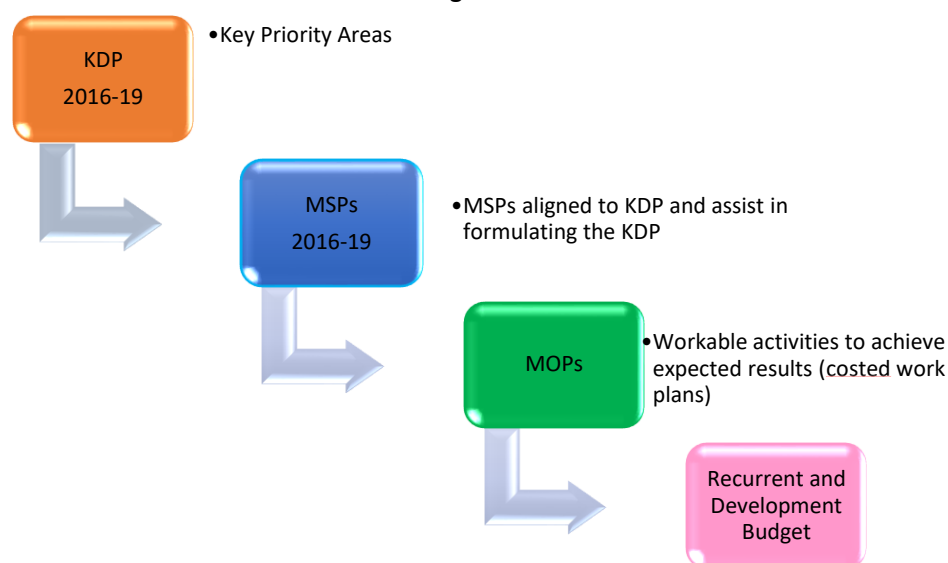 KDP
2016-19
•Key Priority Areas
MSPs
2016-19
•MSPs aligned to KDP and assist in
formulating the KDP
MOPs
•Workable activities to achieve
expected results (costed work
plans)
Recurrent and
Development
Budget